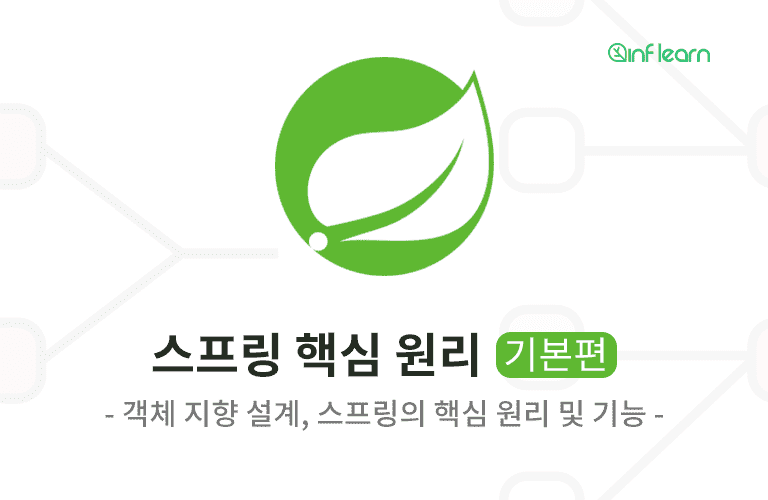 inflearn
스프링 핵심 원리 기본편
- 객체 지향 설계, 스프링의 핵심 원리 및 기능 -